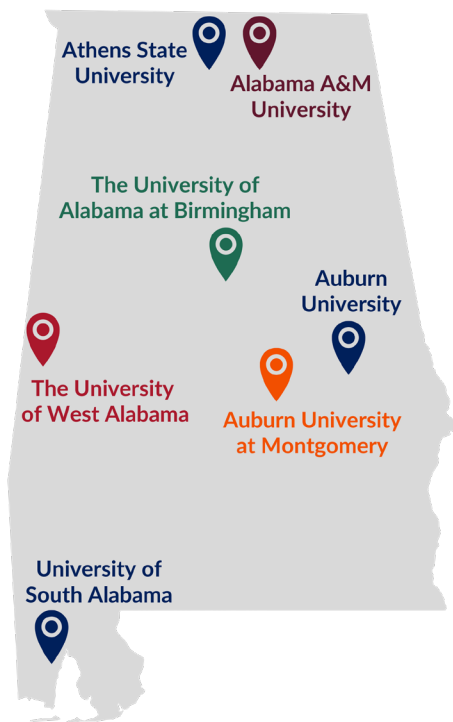 Athens State
University
Alabama A&M
University
The University of
Alabama at Birmingham
Auburn
University
The University
of West Alabama
Auburn University
at Montgomery
University of
South Alabama